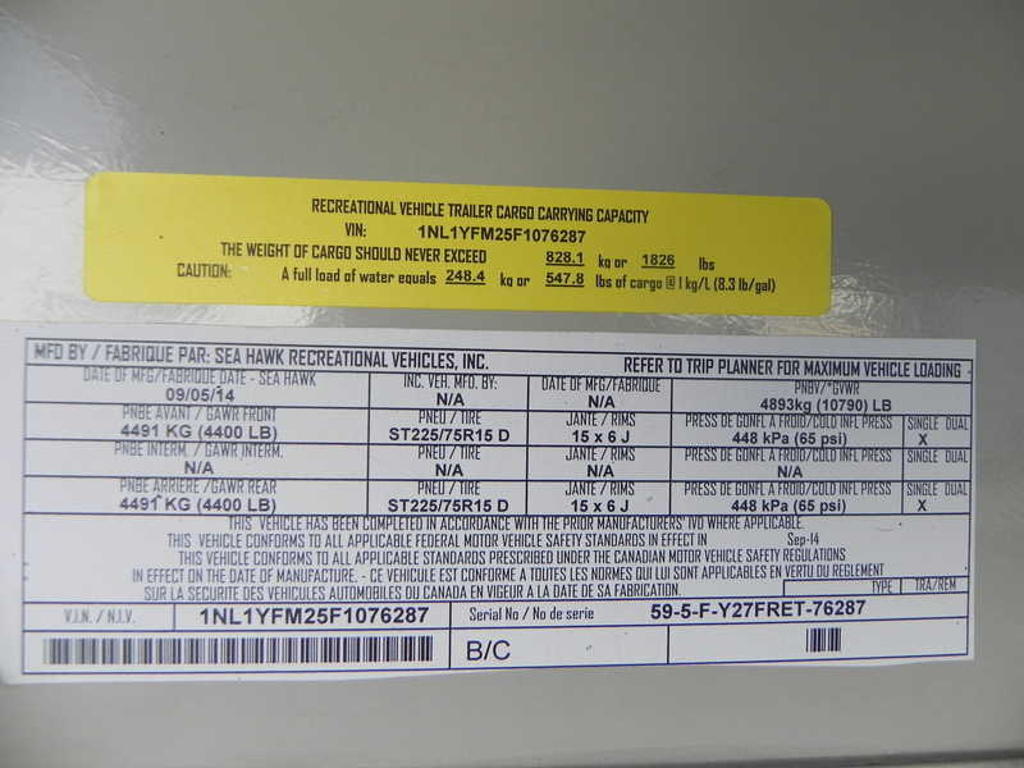 RECREATIONAL VEHICLE TRAILER CARGO CARRYING CAPACITY
VIN: 1NL1YFM25F1076287
THE WEIGHT OF CARGO SHOULD NEVER EXCEED 828.1 kg or 1826 lbs
CAUTION: A full load of water equals 248.4 kg or 547.8 lbs of cargo @ 1 kg/L (8.3 lb/gal)
MFD BY / FABRIQUE PAR: SEA HAWK RECREATIONAL VEHICLES, INC. REFER TO TRIP PLANNER FOR MAXIMUM VEHICLE LOADING
DATE OF MFG/FABRIQUE DATE - SEA HAWK INC. VEH. MFD. BY: DATE OF MFG/FABRIQUE PNBV/*GVWR
09/05/14 N/A N/A 4893kg (10790) LB
PNBE AVANT / GAWR FRONT PNEU / TIRE JANTE / RIMS PRESS DE GONFL A FROID/COLD INFL PRESS SINGLE DUAL
4491 KG (4400 LB) ST225/75R15 D 15 x 6 J 448 kPa (65 psi) X
PNBE INTERM. / GAWR INTERM. PNEU / TIRE JANTE / RIMS PRESS DE GONFL A FROID/COLD INFL PRESS SINGLE DUAL
N/A N/A N/A N/A
PNBE ARRIERE /GAWR REAR PNEU / TIRE JANTE / RIMS PRESS DE GONFL A FROID/COLD INFL PRESS SINGLE DUAL
4491 KG (4400 LB) ST225/75R15 D 15 x 6 J 448 kPa (65 psi) X
THIS VEHICLE HAS BEEN COMPLETED IN ACCORDANCE WITH THE PRIOR MANUFACTURERS' IVD WHERE APPLICABLE.
THIS VEHICLE CONFORMS TO ALL APPLICABLE FEDERAL MOTOR VEHICLE SAFETY STANDARDS IN EFFECT IN Sep-14
THIS VEHICLE CONFORMS TO ALL APPLICABLE STANDARDS PRESCRIBED UNDER THE CANADIAN MOTOR VEHICLE SAFETY REGULATIONS
IN EFFECT ON THE DATE OF MANUFACTURE. - CE VEHICULE EST CONFORME A TOUTES LES NORMES QUI LUI SONT APPLICABLES EN VERTU DU REGLEMENT
SUR LA SECURITE DES VEHICULES AUTOMOBILES DU CANADA EN VIGEUR A LA DATE DE SA FABRICATION. TYPE TRA/REM
V.I.N. / N.I.V. 1NL1YFM25F1076287 Serial No / No de serie 59-5-F-Y27FRET-76287
B/C